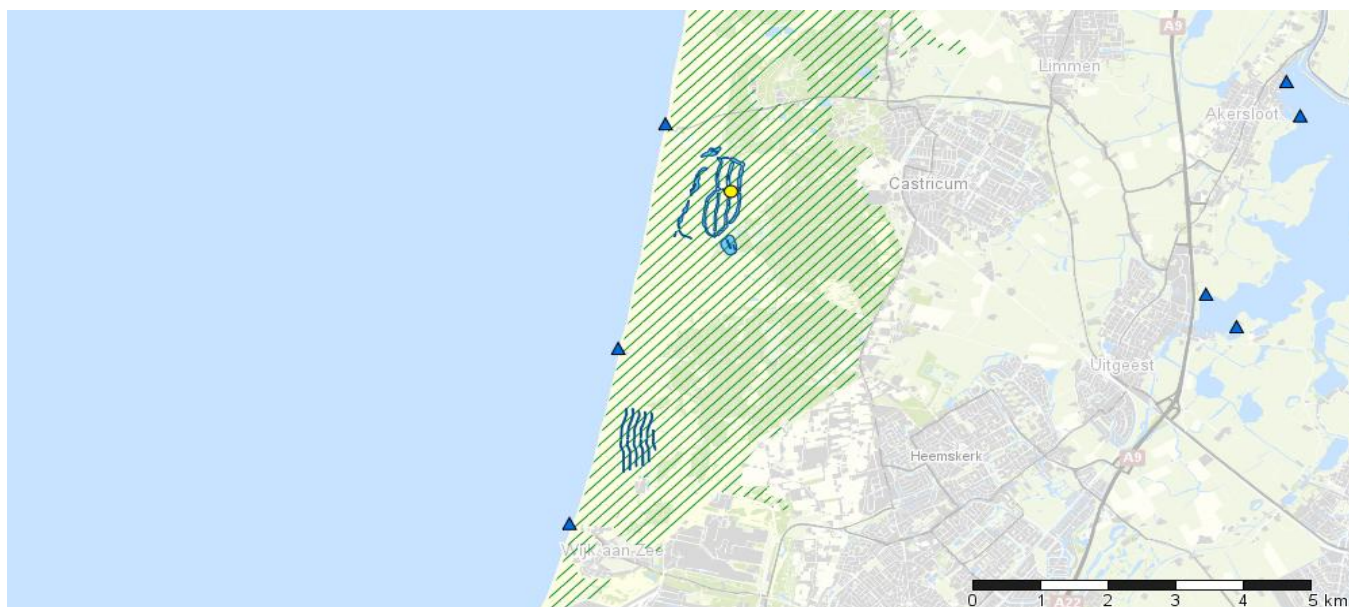 A9
Limmen
Akersloot
Castricum
Uitgeest
Heemskerk
A9
Wijk aan Zee
A22
0 1 2 3 4 5 km